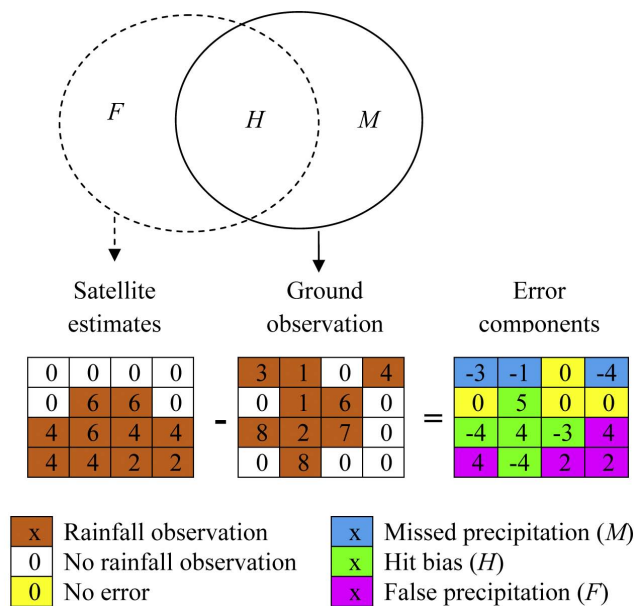 F H M
Satellite estimates
Ground observation
Error components
0 0 0 0
0 6 6 0
4 6 4 4
4 4 2 2
-
3 1 0 4
0 1 6 0
8 2 7 0
0 8 0 0
=
-3 -1 0 -4
0 5 0 0
-4 4 -3 4
4 -4 2 2
x Rainfall observation
0 No rainfall observation
0 No error
x Missed precipitation (M)
x Hit bias (H)
x False precipitation (F)